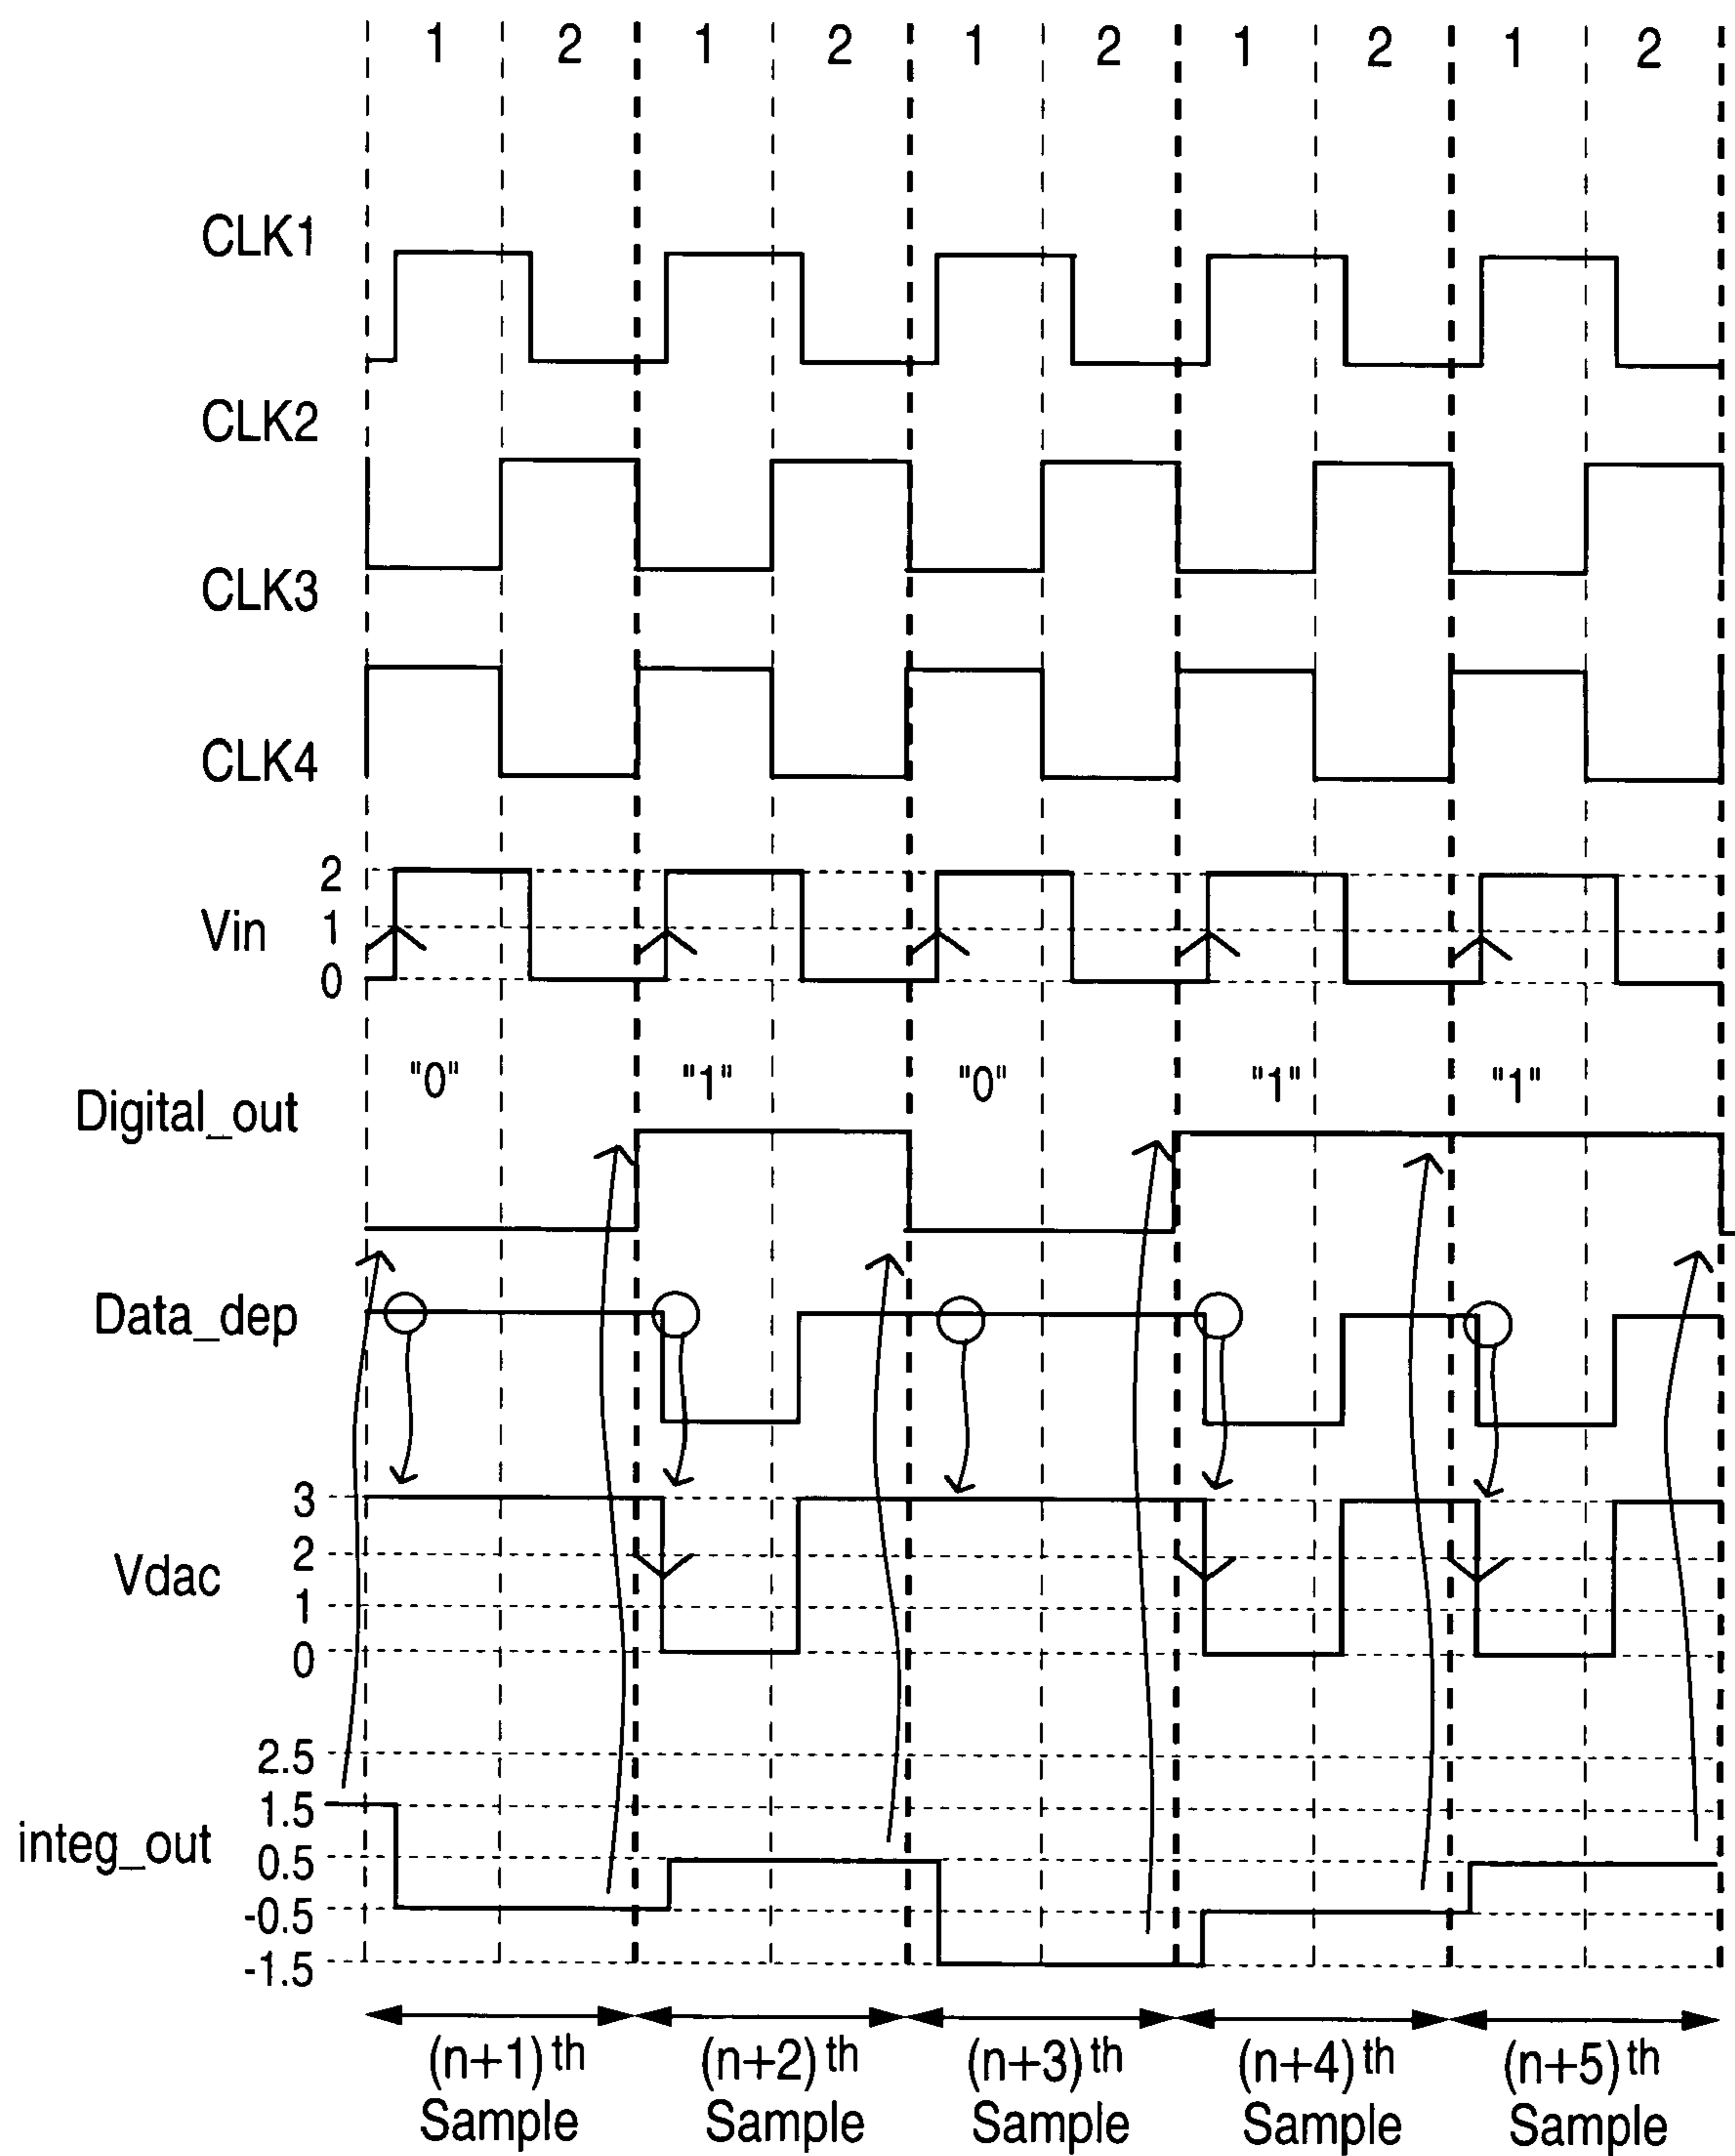 1 2 1 2 1 2 1 2 1 2
CLK1
CLK2
CLK3
CLK4
2
Vin 1
0
"0" "1" "0" "1" "1"
Digital_out
Data_dep
3
2
Vdac
1
0
2.5
1.5
integ_out
0.5
-0.5
-1.5
(n+1)th (n+2)th (n+3)th (n+4)th (n+5)th
Sample Sample Sample Sample Sample